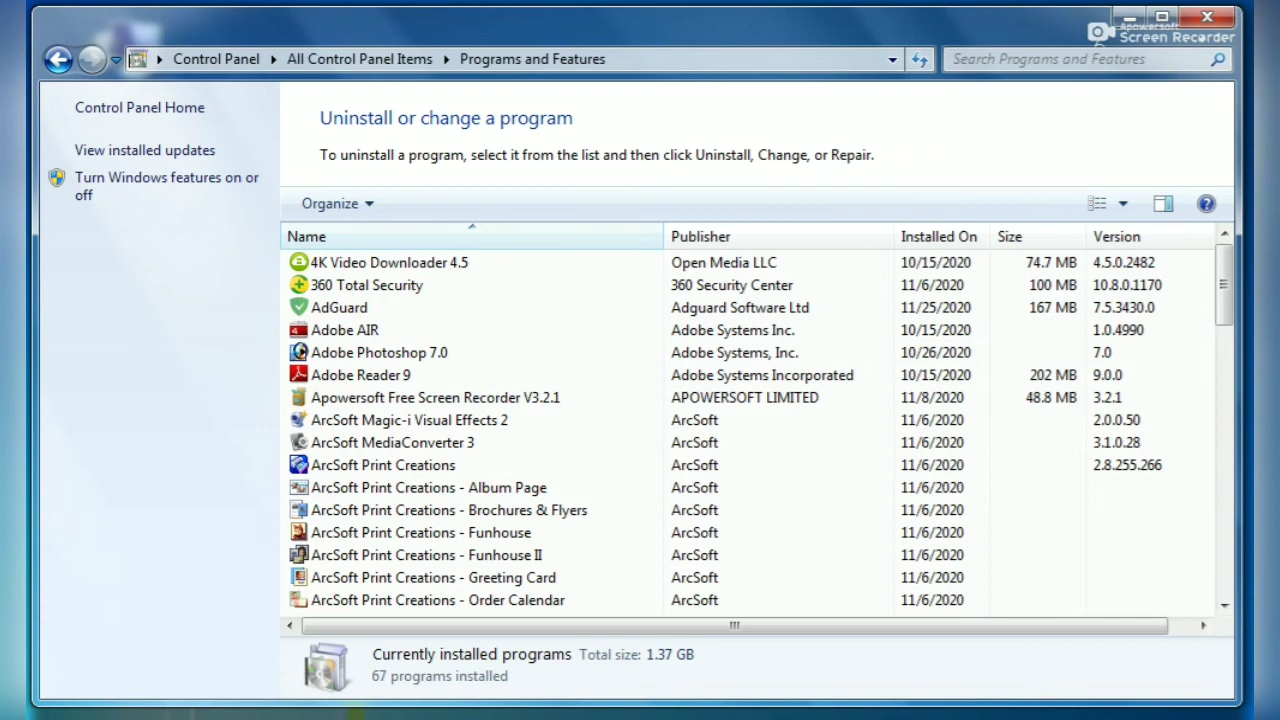 Apowersoft
Screen Recorder
Control Panel All Control Panel Items Programs and Features
Search Programs and Features
Control Panel Home
View installed updates
Turn Windows features on or
off
Uninstall or change a program
To uninstall a program, select it from the list and then click Uninstall, Change, or Repair.
Organize
Name Publisher Installed On Size Version
4K Video Downloader 4.5 Open Media LLC 10/15/2020 74.7 MB 4.5.0.2482
360 Total Security 360 Security Center 11/6/2020 100 MB 10.8.0.1170
AdGuard Adguard Software Ltd 11/25/2020 167 MB 7.5.3430.0
Adobe AIR Adobe Systems Inc. 10/15/2020 1.0.4990
Adobe Photoshop 7.0 Adobe Systems, Inc. 10/26/2020 7.0
Adobe Reader 9 Adobe Systems Incorporated 10/15/2020 202 MB 9.0.0
Apowersoft Free Screen Recorder V3.2.1 APOWERSOFT LIMITED 11/8/2020 48.8 MB 3.2.1
ArcSoft Magic-i Visual Effects 2 ArcSoft 11/6/2020 2.0.0.50
ArcSoft MediaConverter 3 ArcSoft 11/6/2020 3.1.0.28
ArcSoft Print Creations ArcSoft 11/6/2020 2.8.255.266
ArcSoft Print Creations - Album Page ArcSoft 11/6/2020
ArcSoft Print Creations - Brochures & Flyers ArcSoft 11/6/2020
ArcSoft Print Creations - Funhouse ArcSoft 11/6/2020
ArcSoft Print Creations - Funhouse II ArcSoft 11/6/2020
ArcSoft Print Creations - Greeting Card ArcSoft 11/6/2020
ArcSoft Print Creations - Order Calendar ArcSoft 11/6/2020
Currently installed programs Total size: 1.37 GB
67 programs installed